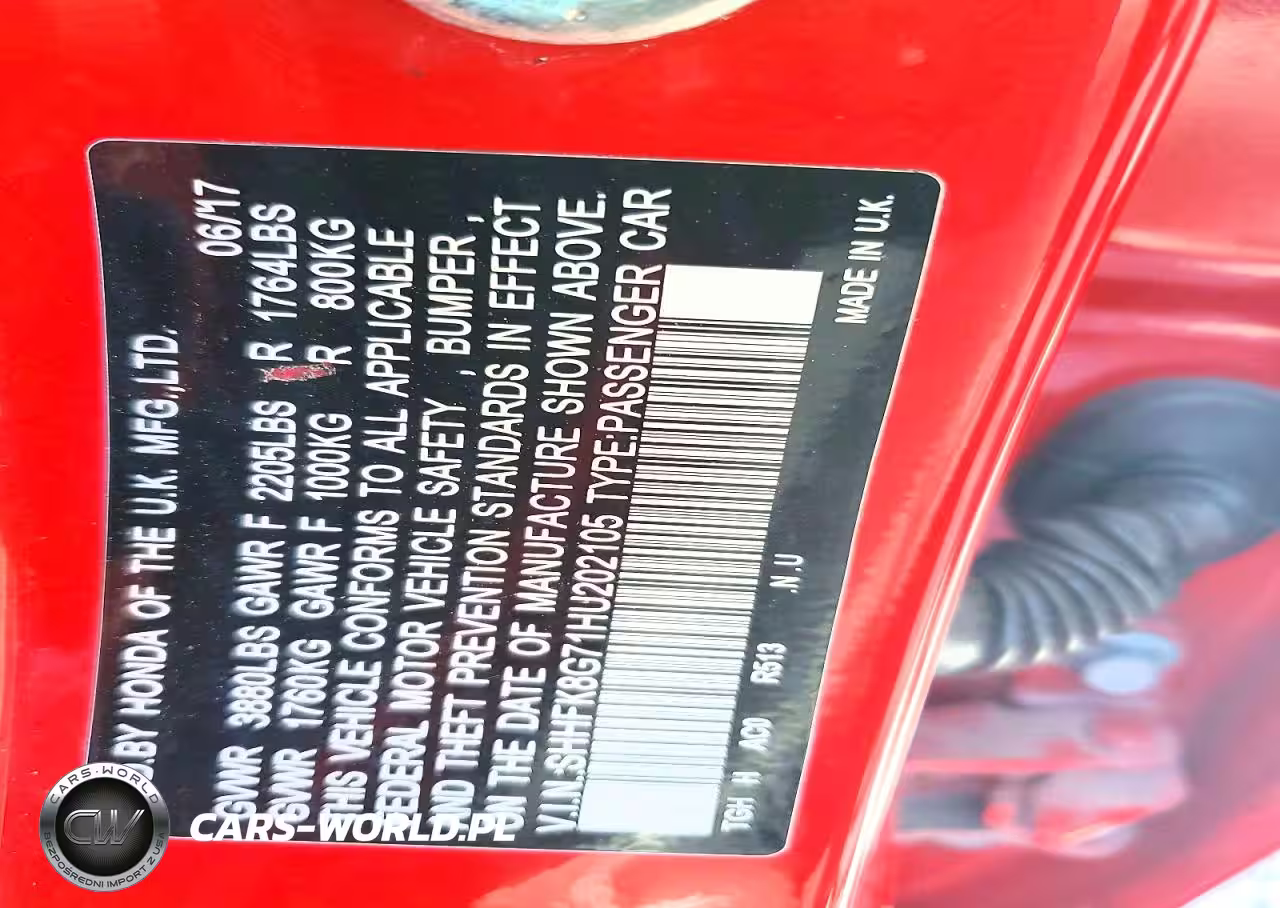 BY HONDA OF THE U.K. MFG.,LTD.
06/17
GVWR 3880LBS GAWR F 2205LBS R 1764LBS
GVWR 1760KG GAWR F 1000KG R 800KG
THIS VEHICLE CONFORMS TO ALL APPLICABLE
FEDERAL MOTOR VEHICLE SAFETY , BUMPER ,
AND THEFT PREVENTION STANDARDS IN EFFECT
ON THE DATE OF MANUFACTURE SHOWN ABOVE.
V.I.N.:SHHFK8G71HU202105 TYPE:PASSENGER CAR
TGH H AC0 R513 .N.U
MADE IN U.K.
CARS-WORLD
CW
BEZPOŚREDNI IMPORT Z USA
CARS-WORLD.PL